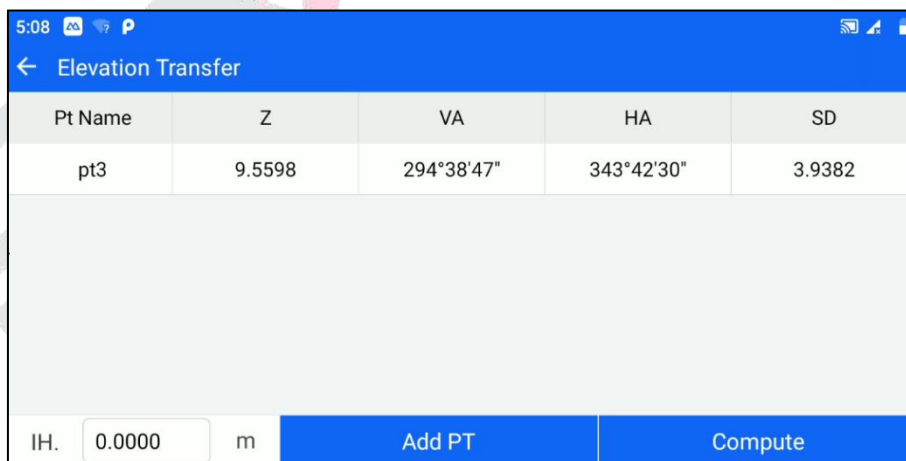 5:08
Elevation Transfer
Pt Name Z VA HA SD
pt3 9.5598 294°38'47" 343°42'30" 3.9382
IH. 0.0000 m Add PT Compute